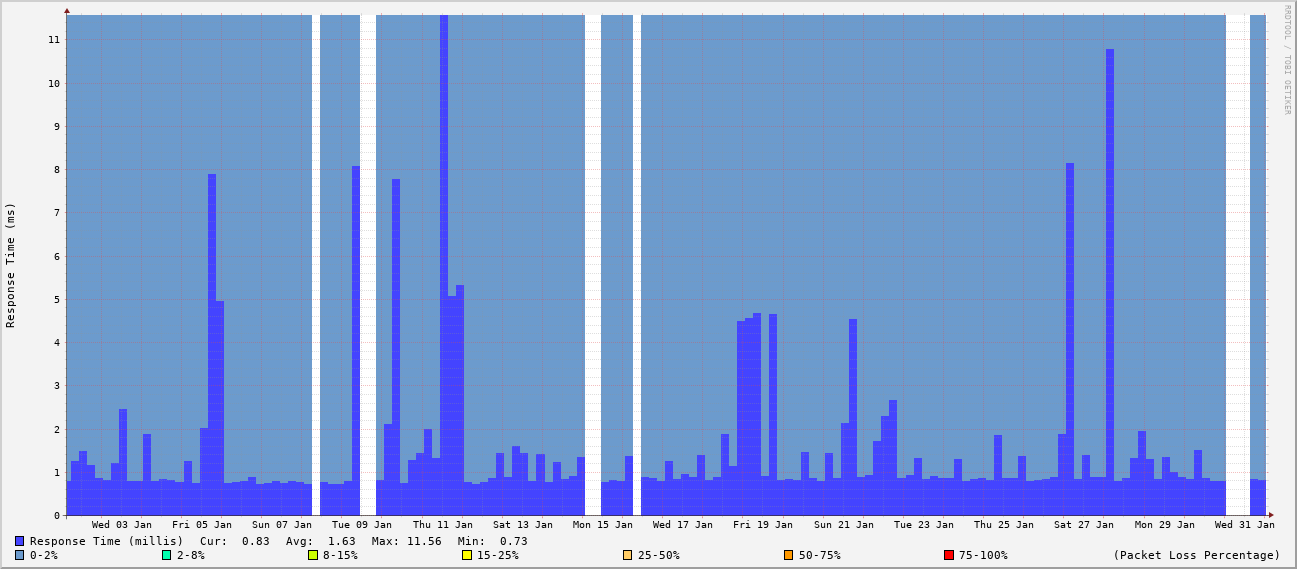 RRDTOOL / TOBI OETIKER
Response Time (ms)
11
10
9
8
7
6
5
4
3
2
1
0
Wed 03 Jan Fri 05 Jan Sun 07 Jan Tue 09 Jan Thu 11 Jan Sat 13 Jan Mon 15 Jan Wed 17 Jan Fri 19 Jan Sun 21 Jan Tue 23 Jan Thu 25 Jan Sat 27 Jan Mon 29 Jan Wed 31 Jan
Response Time (millis) Cur: 0.83 Avg: 1.63 Max: 11.56 Min: 0.73
0-2% 2-8% 8-15% 15-25% 25-50% 50-75% 75-100% (Packet Loss Percentage)